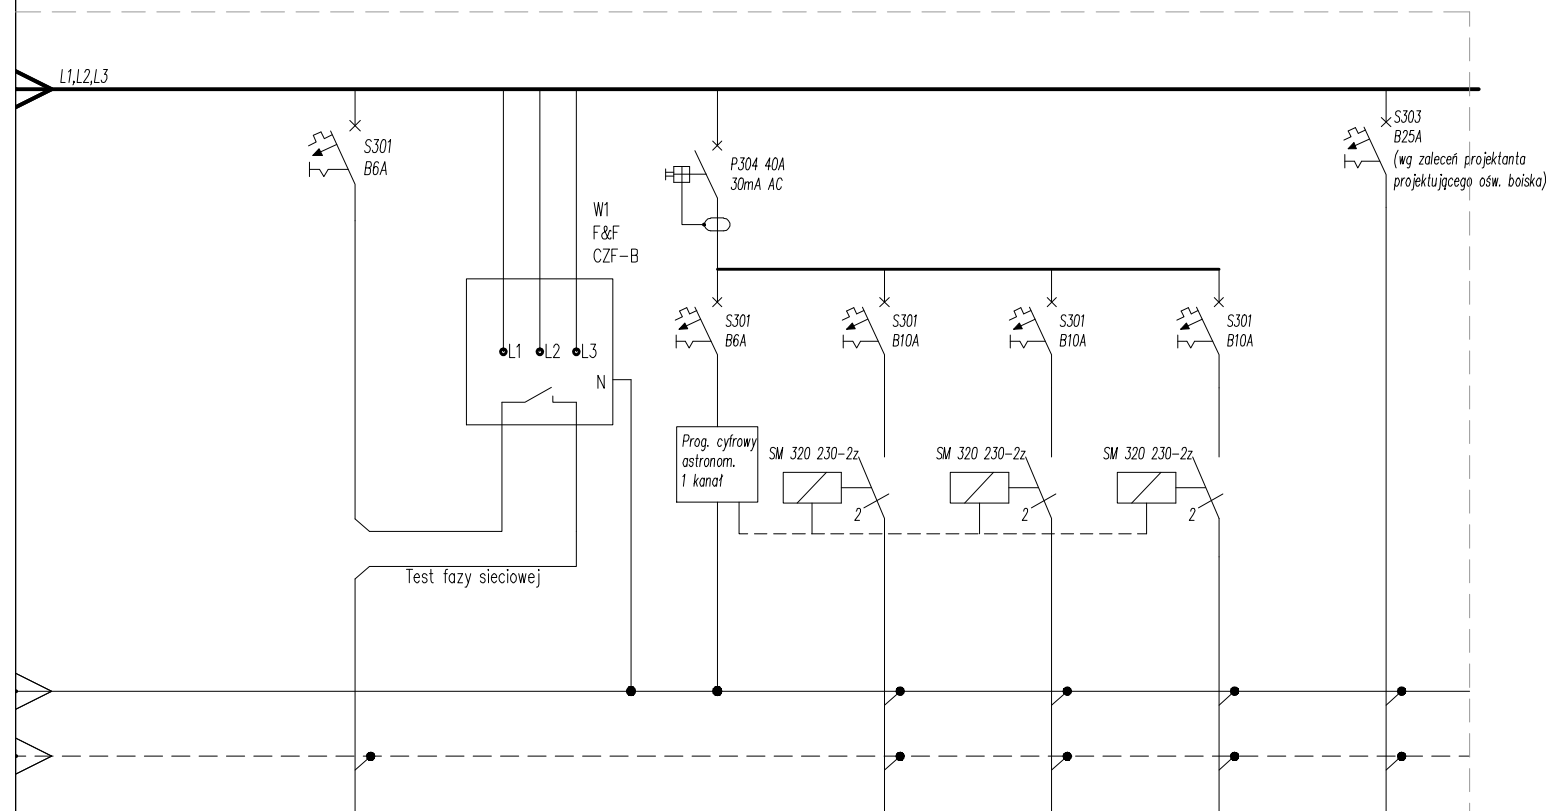 L1,L2,L3
S301
B6A
W1
F&F
CZF-B
L1 L2 L3
N
Test fazy sieciowej
P304 40A
30mA AC
S301
B6A
S301
B10A
S301
B10A
S301
B10A
Prog. cyfrowy
astronom.
1 kanał
SM 320 230-2z
2
SM 320 230-2z
2
SM 320 230-2z
2
S303
B25A
(wg zaleceń projektanta
projektującego ośw. boiska)